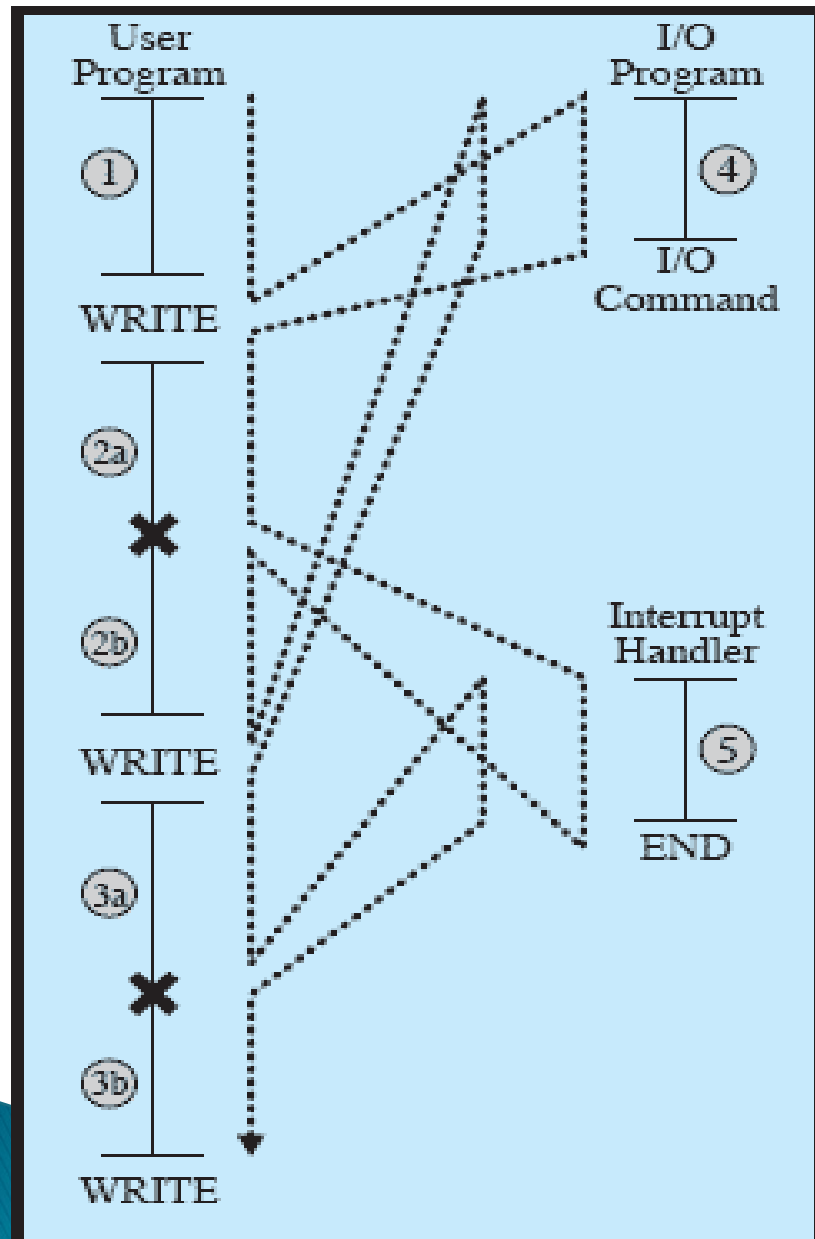 User
Program
1
WRITE
2a
2b
WRITE
3a
3b
WRITE
I/O
Program
4
I/O
Command
Interrupt
Handler
5
END